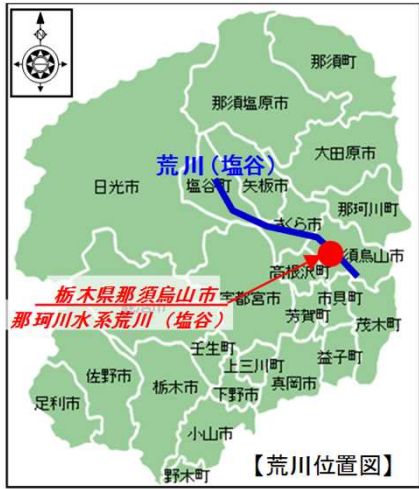 N
那須町
那須塩原市
大田原市
荒川（塩谷）
日光市
塩谷町
矢板市
那珂川町
さくら市
須烏山市
高根沢町
栃木県那須烏山市
那珂川水系荒川（塩谷）
宇都宮市
市貝町
芳賀町
茂木町
壬生町
上三川町
益子町
佐野市
栃木市
下野市
真岡市
足利市
小山市
野木町
【荒川位置図】